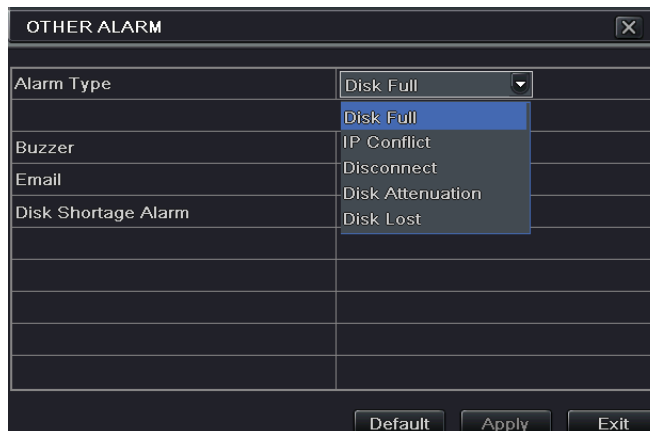 OTHER ALARM
Alarm Type
Disk Full
Disk Full
IP Conflict
Buzzer
Disconnect
Email
Disk Attenuation
Disk Shortage Alarm
Disk Lost
Default
Apply
Exit